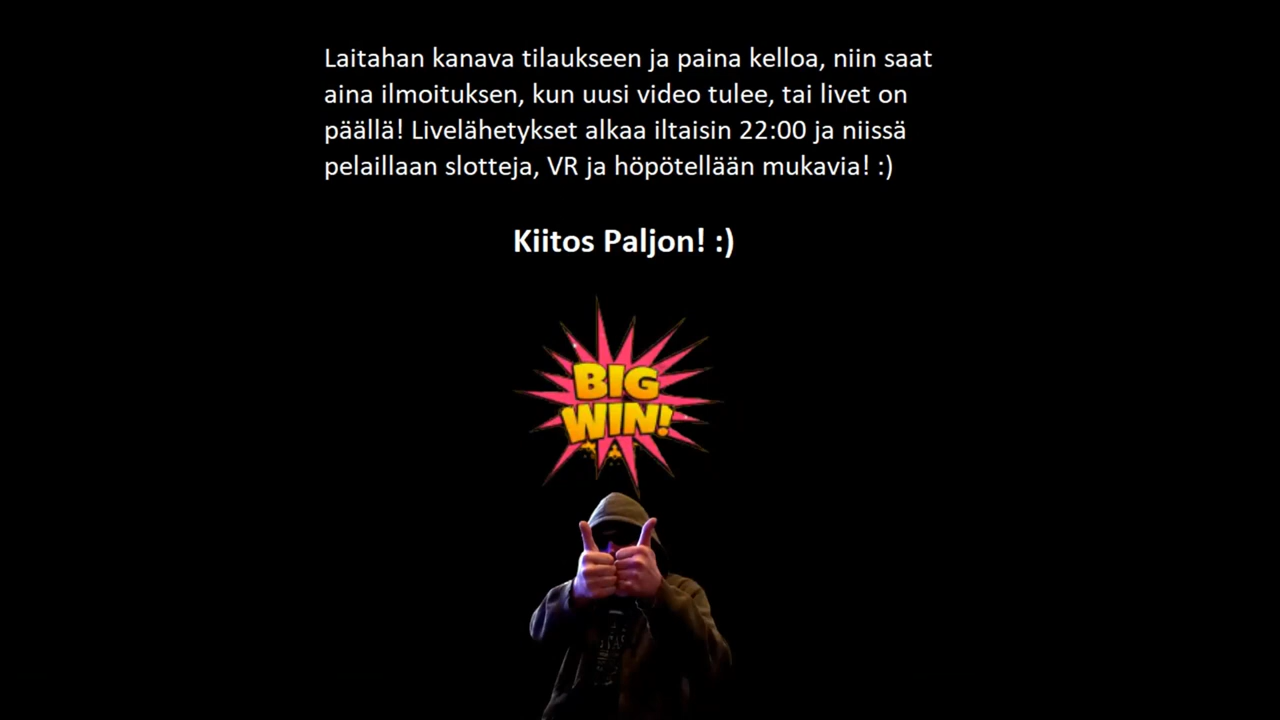 Laitahan kanava tilaukseen ja paina kelloa, niin saat
aina ilmoituksen, kun uusi video tulee, tai livet on
päällä! Livelähetykset alkaa iltaisin 22:00 ja niissä
pelaillaan slotteja, VR ja höpötellään mukavia! :)
Kiitos Paljon! :)
BIG
WIN!